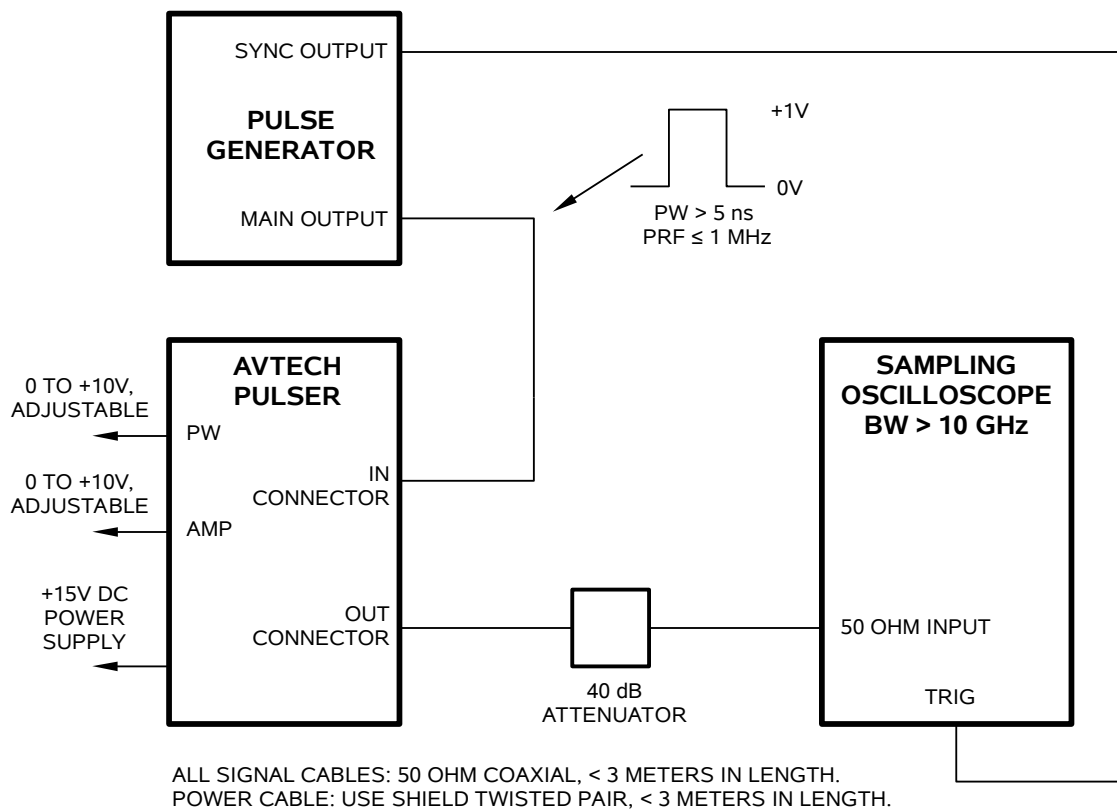 SYNC OUTPUT
PULSE
GENERATOR
MAIN OUTPUT
+1V
0V
PW > 5 ns
PRF ≤ 1 MHz
AVTECH
PULSER
0 TO +10V,
ADJUSTABLE
PW
IN
CONNECTOR
0 TO +10V,
ADJUSTABLE
AMP
+15V DC
POWER
SUPPLY
OUT
CONNECTOR
40 dB
ATTENUATOR
SAMPLING
OSCILLOSCOPE
BW > 10 GHz
50 OHM INPUT
TRIG
ALL SIGNAL CABLES: 50 OHM COAXIAL, < 3 METERS IN LENGTH.
POWER CABLE: USE SHIELD TWISTED PAIR, < 3 METERS IN LENGTH.